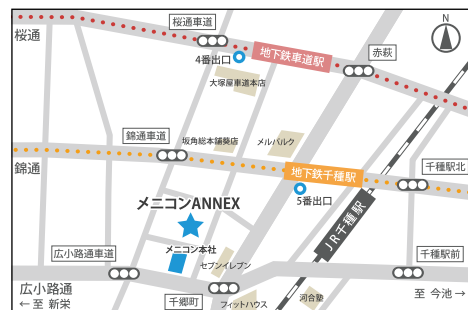 桜通車道
N
桜通
4番出口
地下鉄車道駅
赤萩
大塚屋車道本店
錦通車道
坂角総本舗葵店
メルパルク
錦通
地下鉄千種駅
千種駅北
5番出口
メニコンANNEX
JR千種駅
広小路通車道
メニコン本社
セブンイレブン
千種駅前
広小路通
← 至 新栄
千郷町
フィットハウス
河合塾
至 今池 →